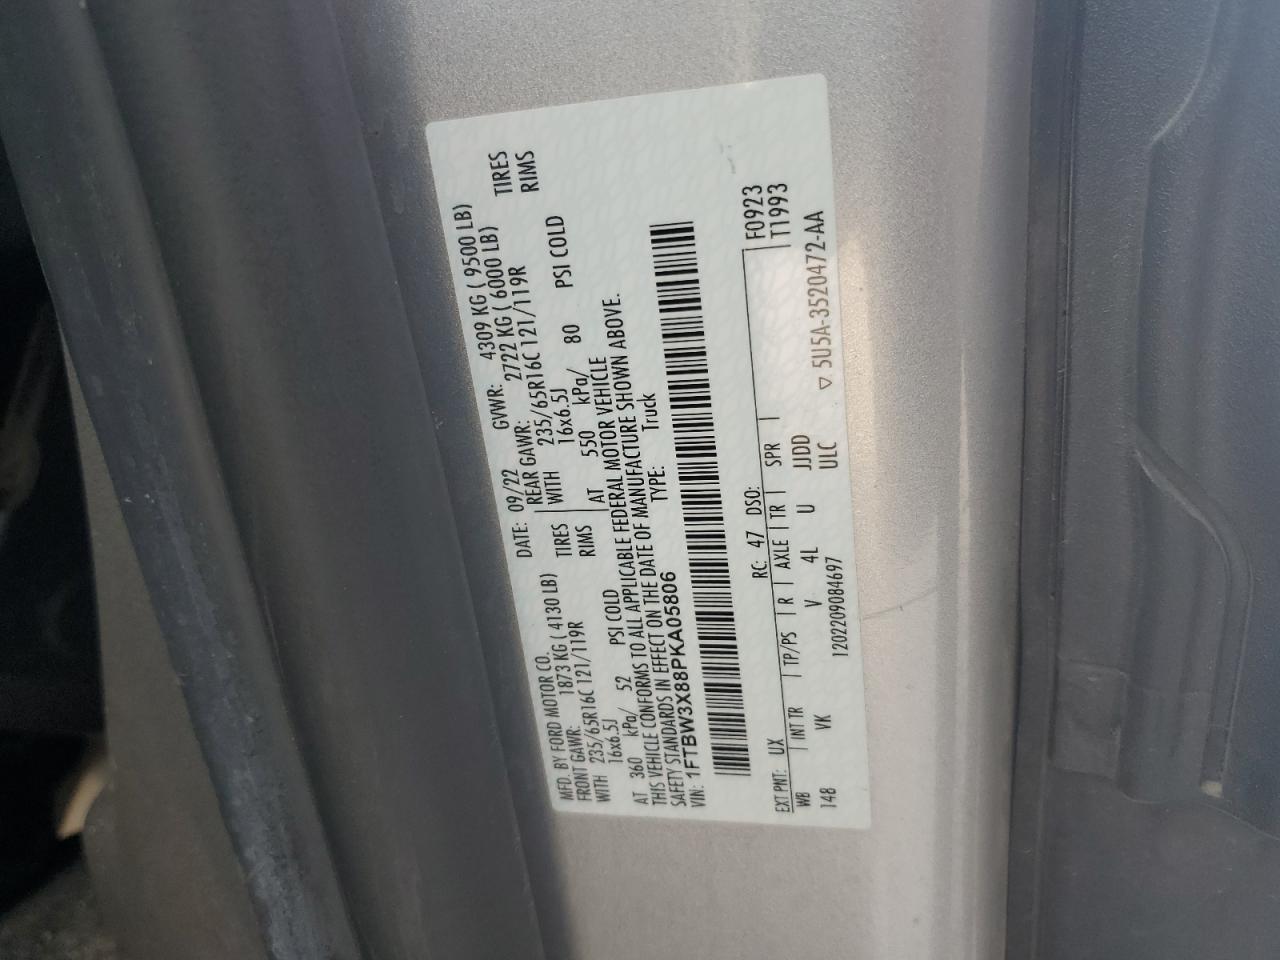 MFD. BY FORD MOTOR CO.
DATE: 09/22 GVWR: 4309 KG ( 9500 LB)
FRONT GAWR: 1873 KG ( 4130 LB) REAR GAWR: 2722 KG ( 6000 LB)
WITH 235/65R16C 121/119R TIRES WITH 235/65R16C 121/119R TIRES
16x6.5J RIMS 16x6.5J RIMS
AT 360 kPa/ 52 PSI COLD AT 550 kPa/ 80 PSI COLD
THIS VEHICLE CONFORMS TO ALL APPLICABLE FEDERAL MOTOR VEHICLE
SAFETY STANDARDS IN EFFECT ON THE DATE OF MANUFACTURE SHOWN ABOVE.
VIN: 1FTBW3X88PKA05806 TYPE: Truck
F0923
T1993
EXT PNT: UX RC: 47 DSO:
WB INT TR TP/PS R AXLE TR SPR
148 VK V 4L U JJDD
1202209084697 ULC
▽ 5U5A-3520472-AA